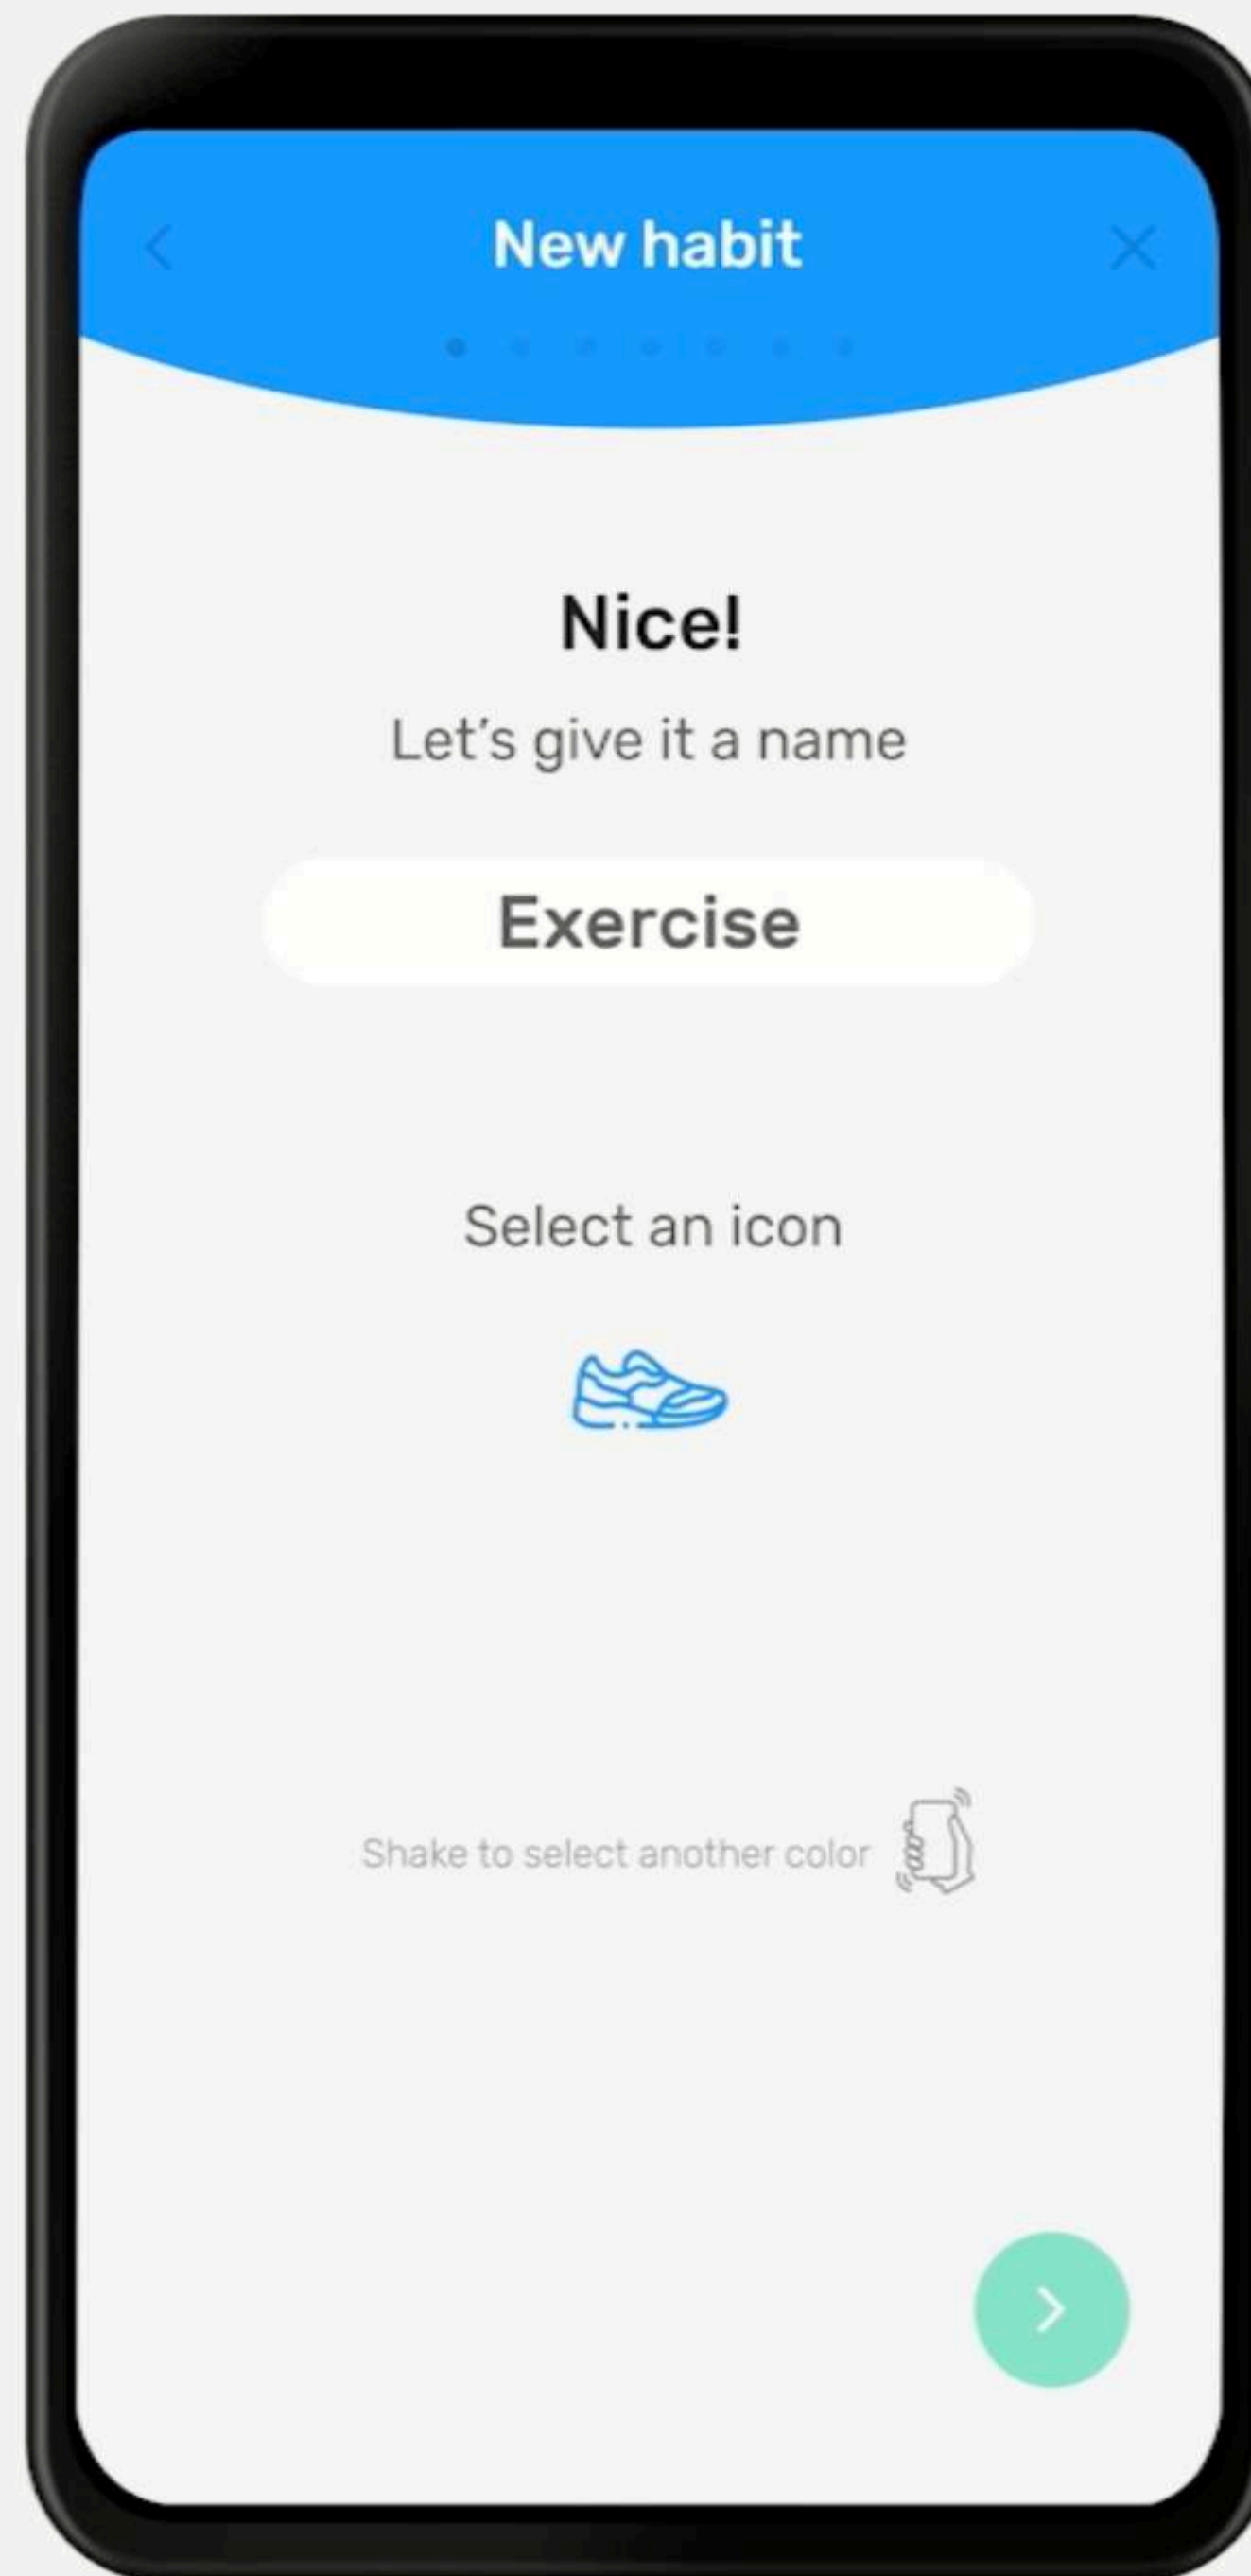 New habit
Nice!
Let's give it a name
Exercise
Select an icon
Shake to select another color